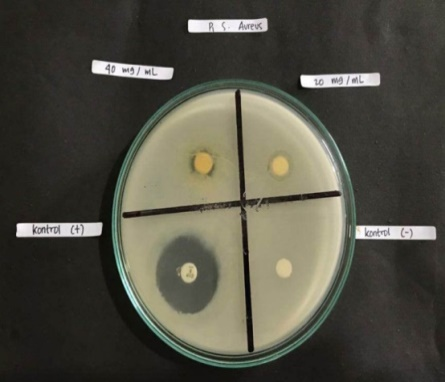 B S. Aureus
40 mg/mL
20 mg/mL
kontrol (+)
kontrol (-)